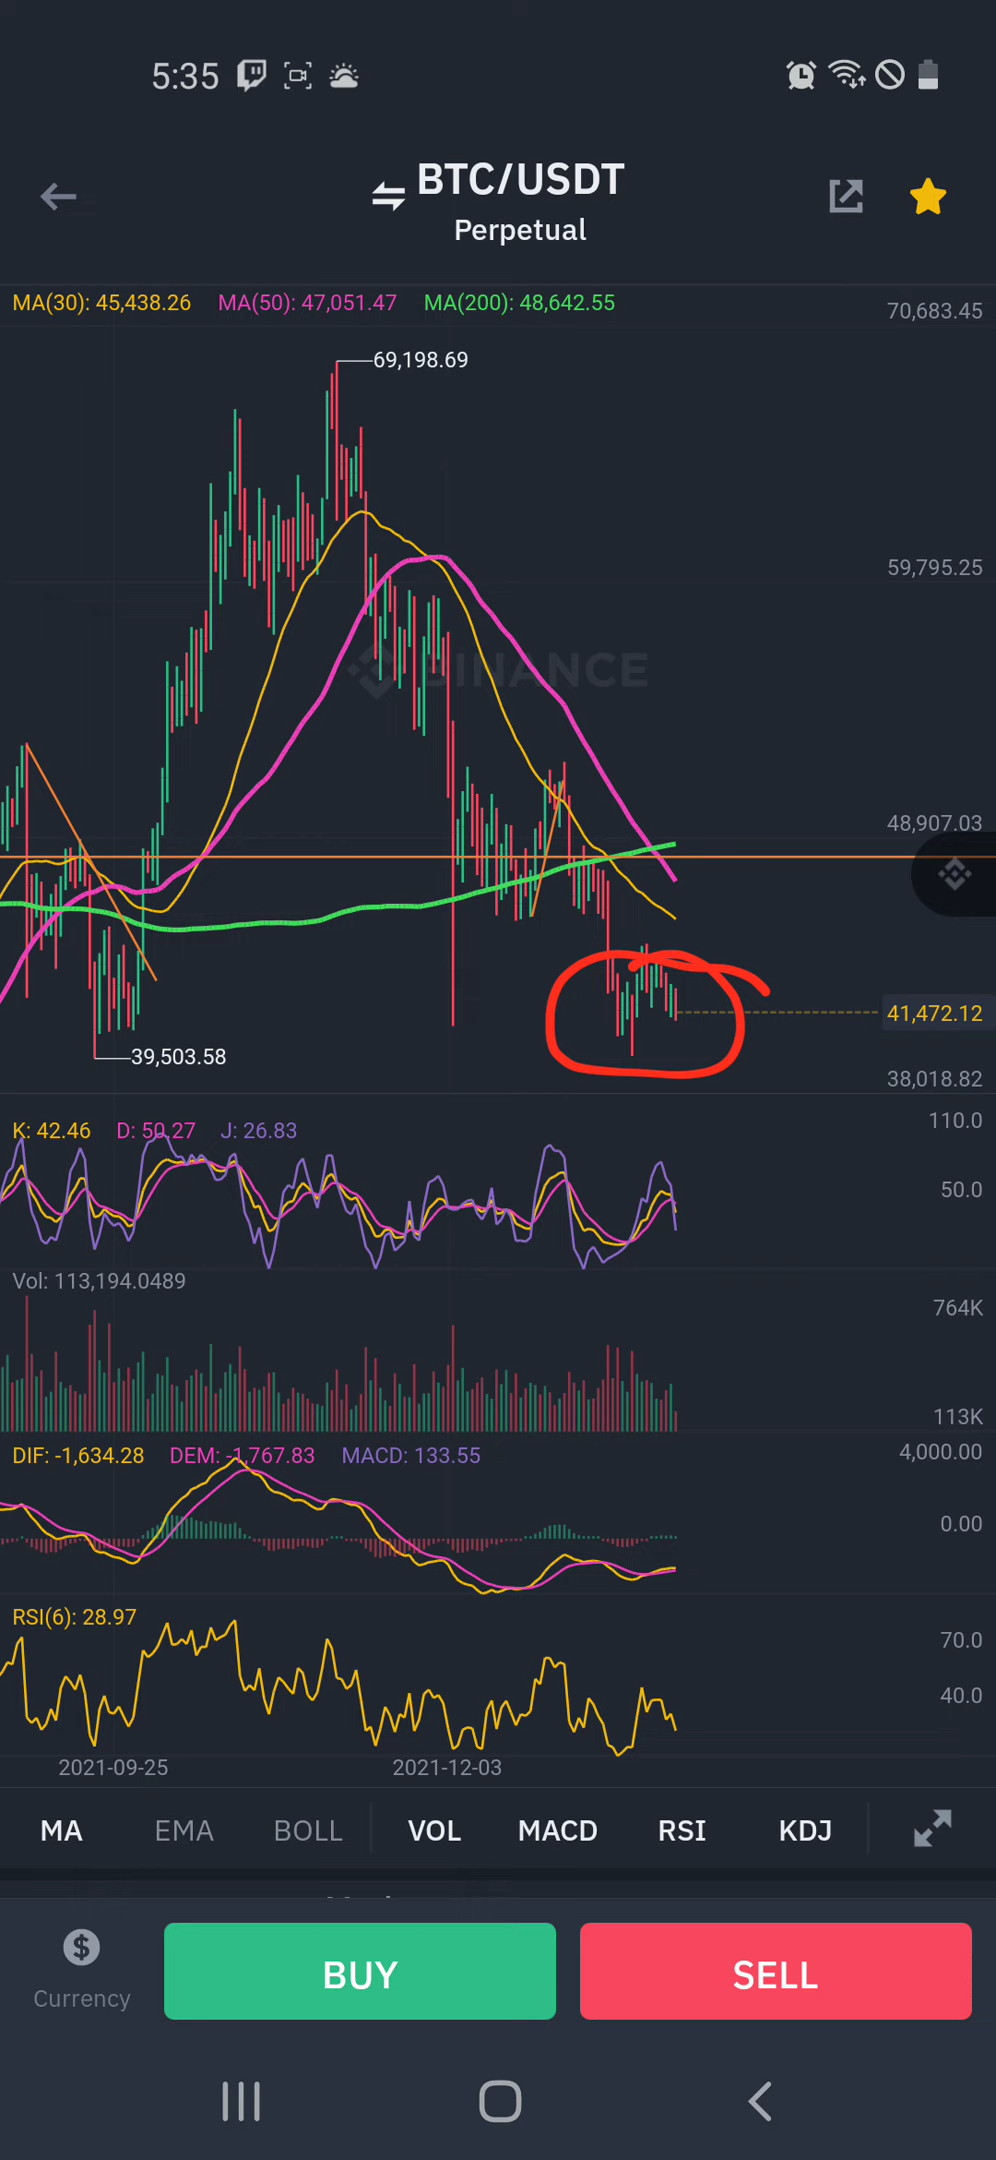 5:35
BTC/USDT
Perpetual
MA(30): 45,438.26 MA(50): 47,051.47 MA(200): 48,642.55
70,683.45
69,198.69
59,795.25
BINANCE
48,907.03
41,472.12
39,503.58
38,018.82
K: 42.46 D: 50.27 J: 26.83
110.0
50.0
Vol: 113,194.0489
764K
113K
DIF: -1,634.28 DEM: -1,767.83 MACD: 133.55
4,000.00
0.00
RSI(6): 28.97
70.0
40.0
2021-09-25 2021-12-03
MA EMA BOLL VOL MACD RSI KDJ
Currency
BUY
SELL